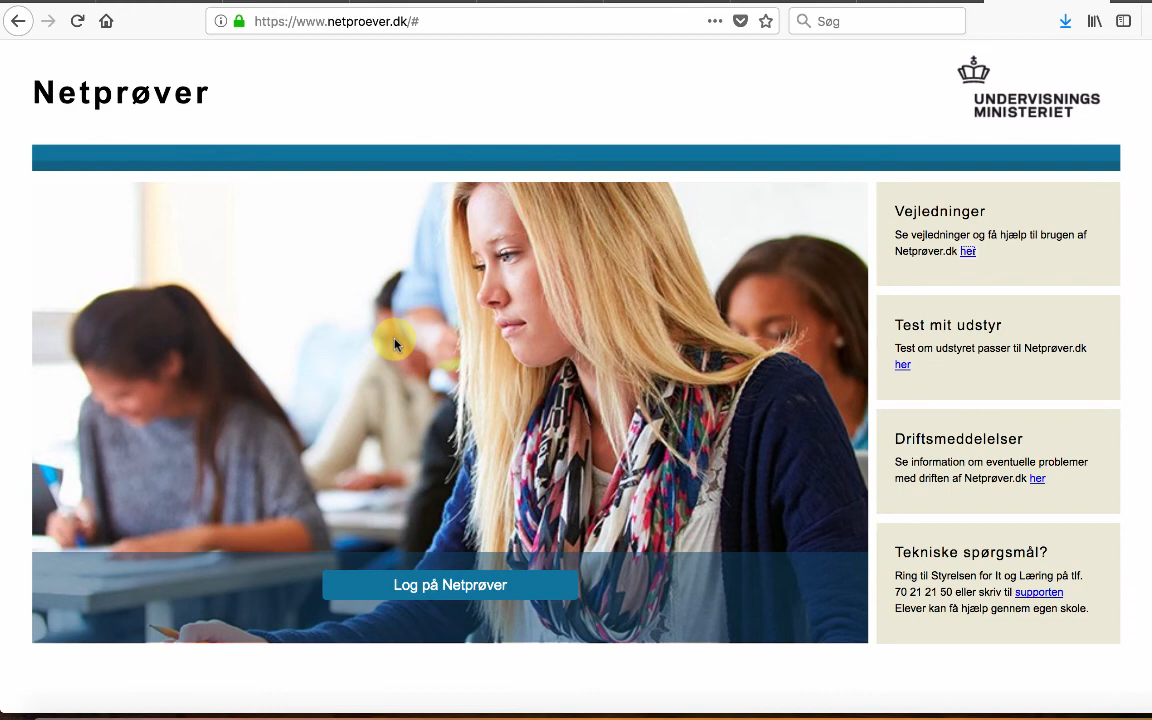 https://www.netproever.dk/#
Søg
Netprøver
UNDERVISNINGS
MINISTERIET
Vejledninger
Se vejledninger og få hjælp til brugen af
Netprøver.dk her
Test mit udstyr
Test om udstyret passer til Netprøver.dk
her
Driftsmeddelelser
Se information om eventuelle problemer
med driften af Netprøver.dk her
Log på Netprøver
Tekniske spørgsmål?
Ring til Styrelsen for It og Læring på tlf.
70 21 21 50 eller skriv til supporten
Elever kan få hjælp gennem egen skole.